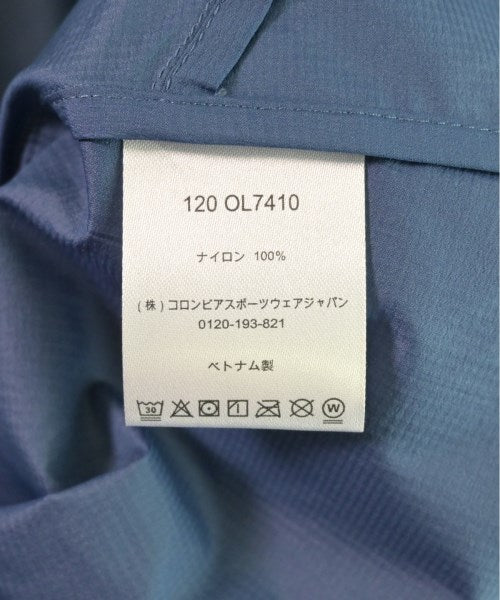 120 OL7410
ナイロン 100%
(株)コロンビアスポーツウェアジャパン
0120-193-821
ベトナム製
30 W